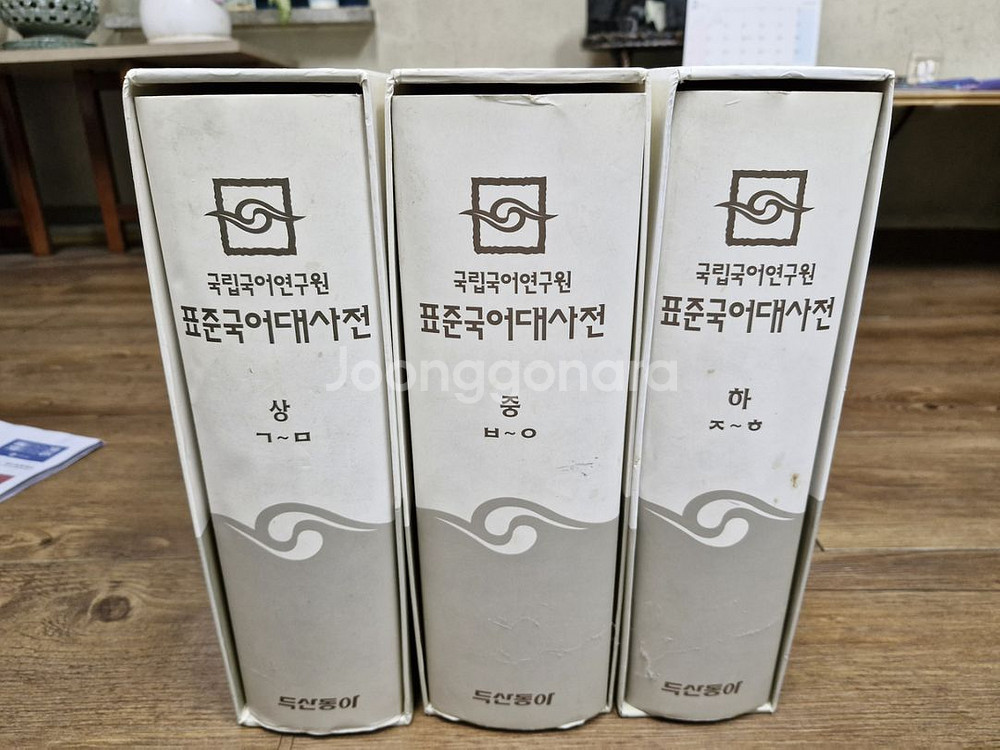 국립국어연구원
표준국어대사전
상
ㄱ~ㅁ
두산동아
국립국어연구원
표준국어대사전
중
ㅂ~ㅇ
두산동아
국립국어연구원
표준국어대사전
하
ㅈ~ㅎ
두산동아
Joonggonara